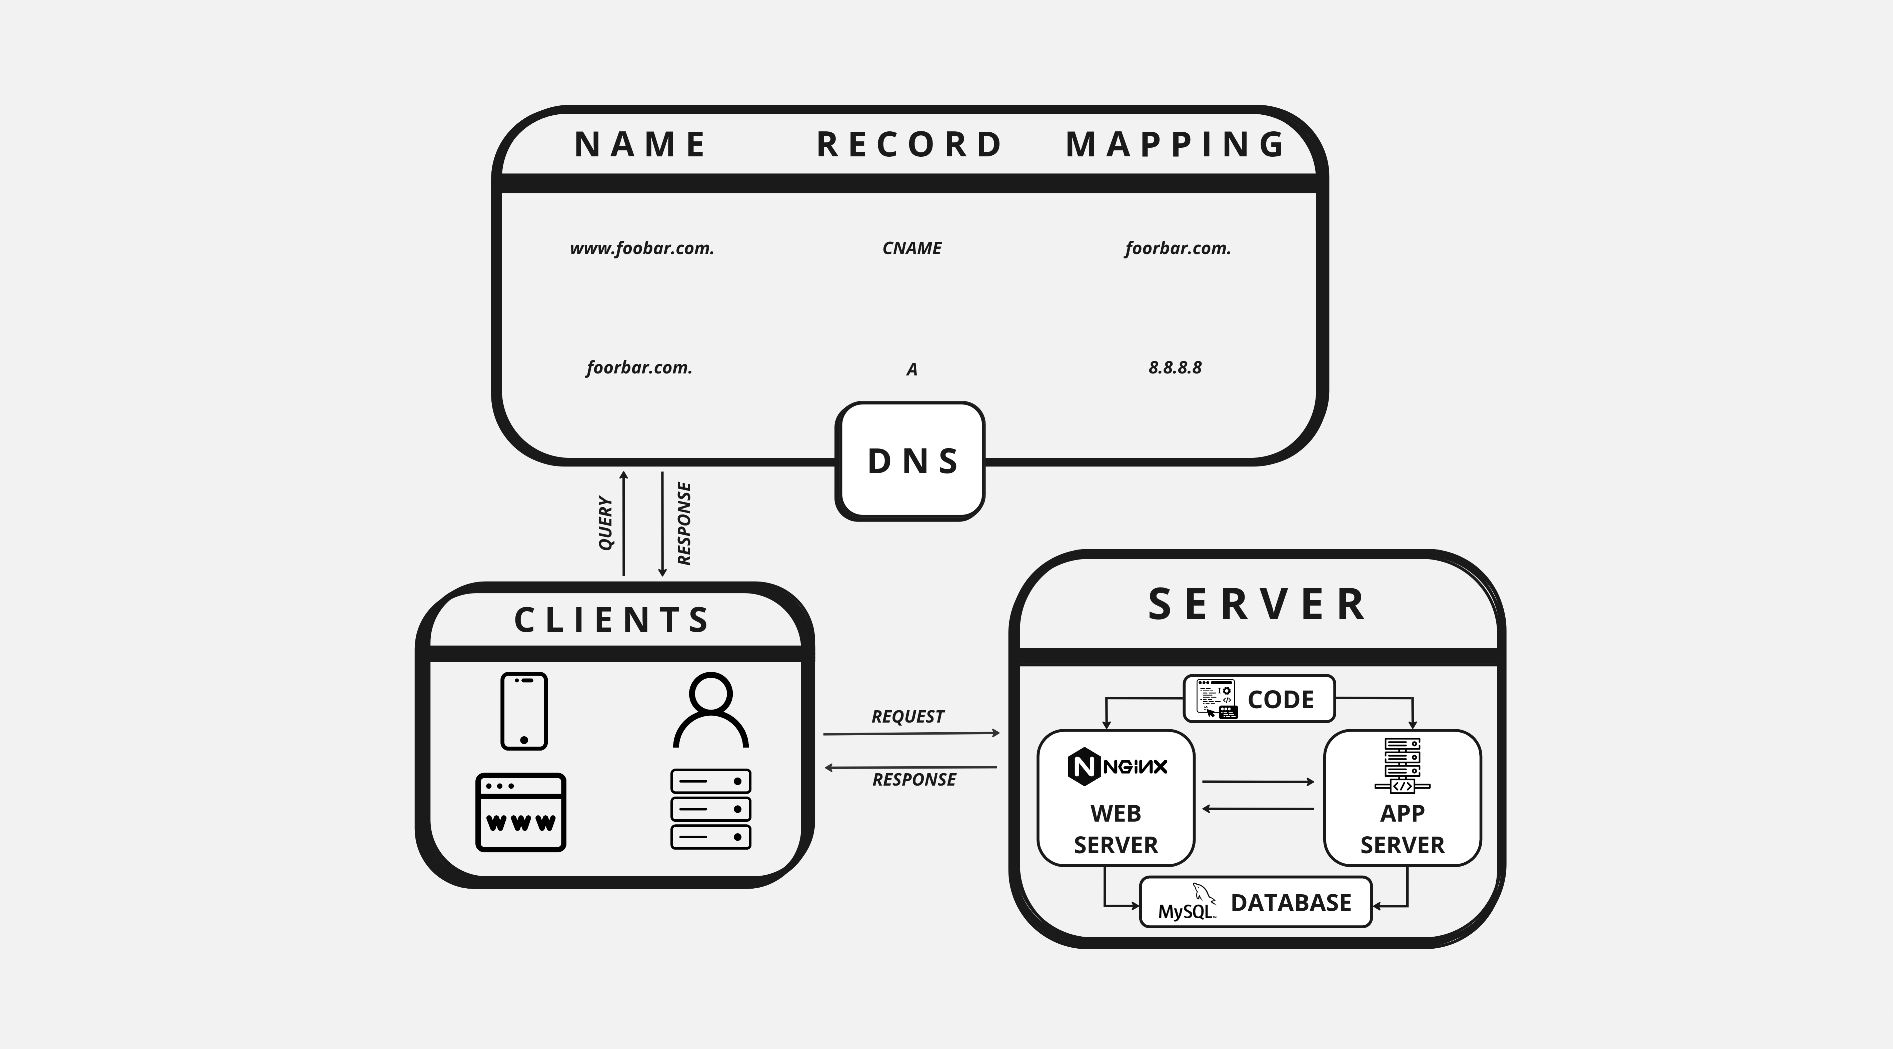 NAME RECORD MAPPING
www.foobar.com. CNAME foorbar.com.
foorbar.com. A 8.8.8.8
DNS
QUERY
RESPONSE
CLIENTS
WWW
REQUEST
RESPONSE
SERVER
CODE
NGiNX
WEB
SERVER
APP
SERVER
MySQL™ DATABASE